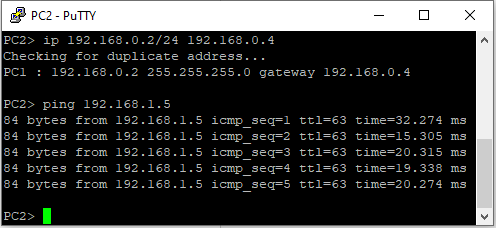 PC2 - PuTTY
PC2> ip 192.168.0.2/24 192.168.0.4
Checking for duplicate address...
PC1 : 192.168.0.2 255.255.255.0 gateway 192.168.0.4
PC2> ping 192.168.1.5
84 bytes from 192.168.1.5 icmp_seq=1 ttl=63 time=32.274 ms
84 bytes from 192.168.1.5 icmp_seq=2 ttl=63 time=15.305 ms
84 bytes from 192.168.1.5 icmp_seq=3 ttl=63 time=20.315 ms
84 bytes from 192.168.1.5 icmp_seq=4 ttl=63 time=19.338 ms
84 bytes from 192.168.1.5 icmp_seq=5 ttl=63 time=20.274 ms
PC2>